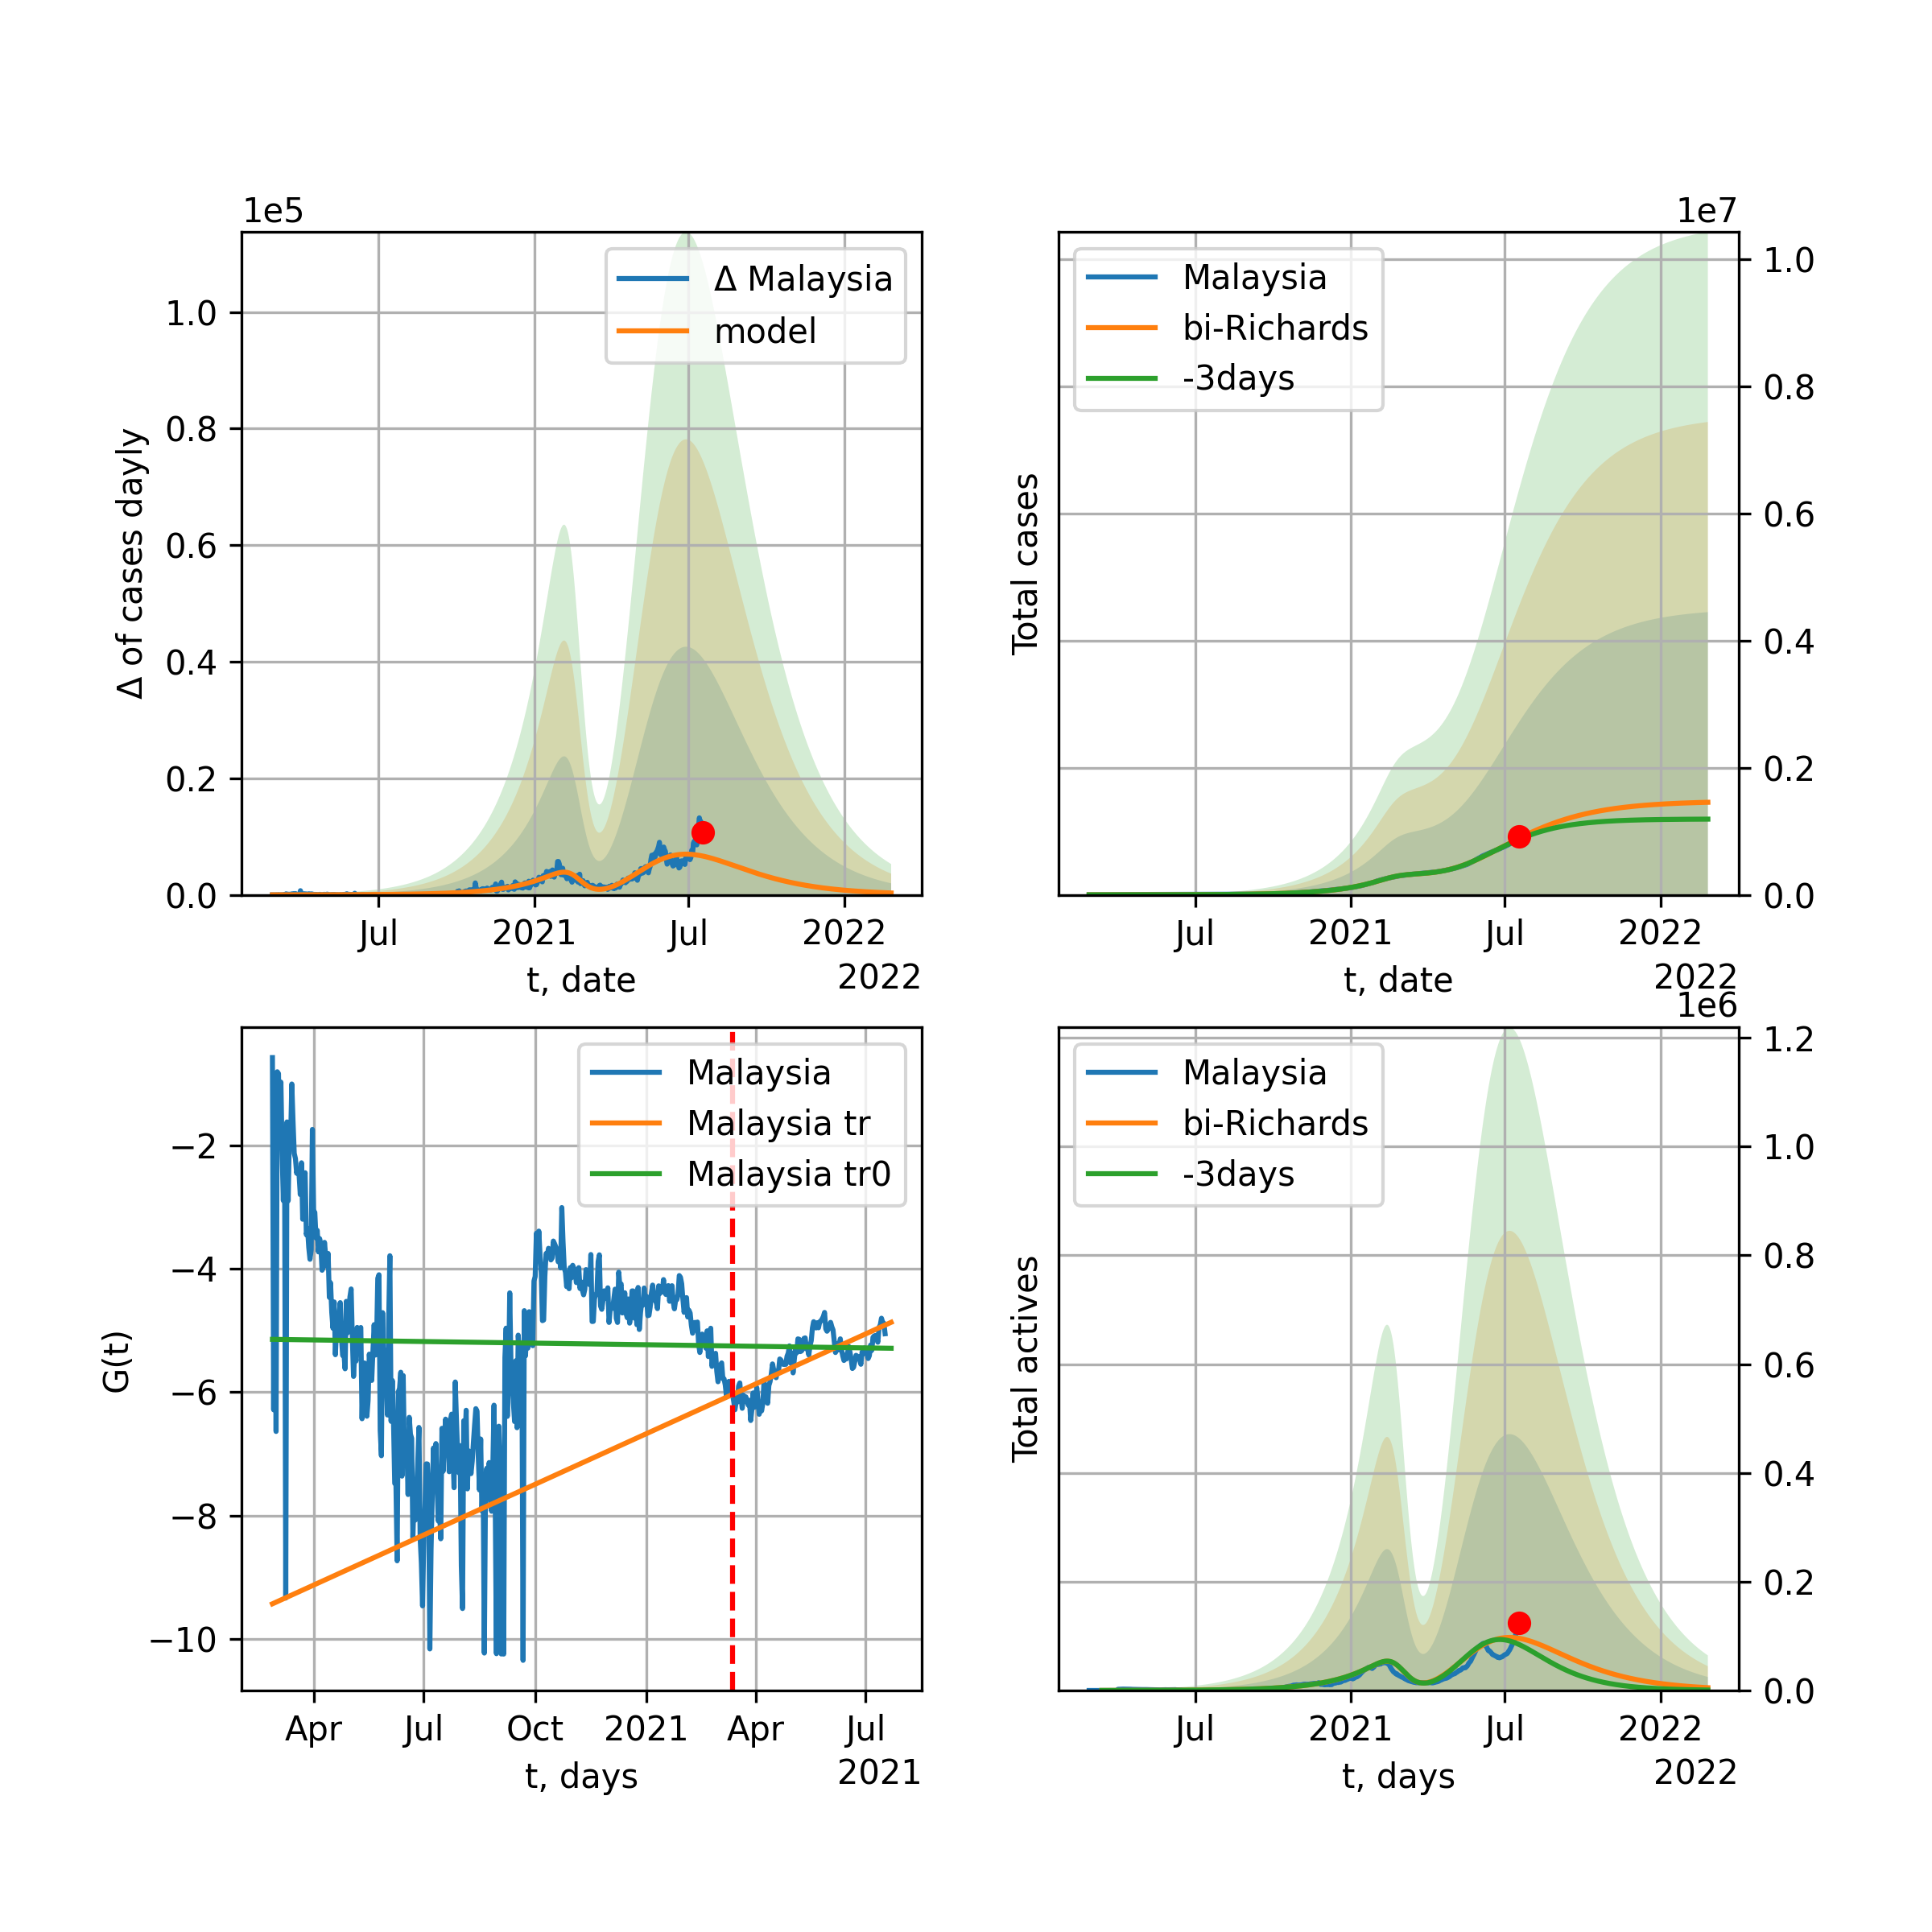 1e5
Δ Malaysia
model
1.0
0.8
0.6
0.4
0.2
0.0
Δ of cases dayly
Jul
2021
Jul
2022
t, date
2022
1e7
Malaysia
bi-Richards
-3days
1.0
0.8
0.6
0.4
0.2
0.0
Total cases
Jul
2021
Jul
2022
t, date
2022
Malaysia
Malaysia tr
Malaysia tr0
−2
−4
−6
−8
−10
G(t)
Apr
Jul
Oct
2021
Apr
Jul
t, days
2021
1e6
Malaysia
bi-Richards
-3days
1.2
1.0
0.8
0.6
0.4
0.2
0.0
Total actives
Jul
2021
Jul
2022
t, days
2022